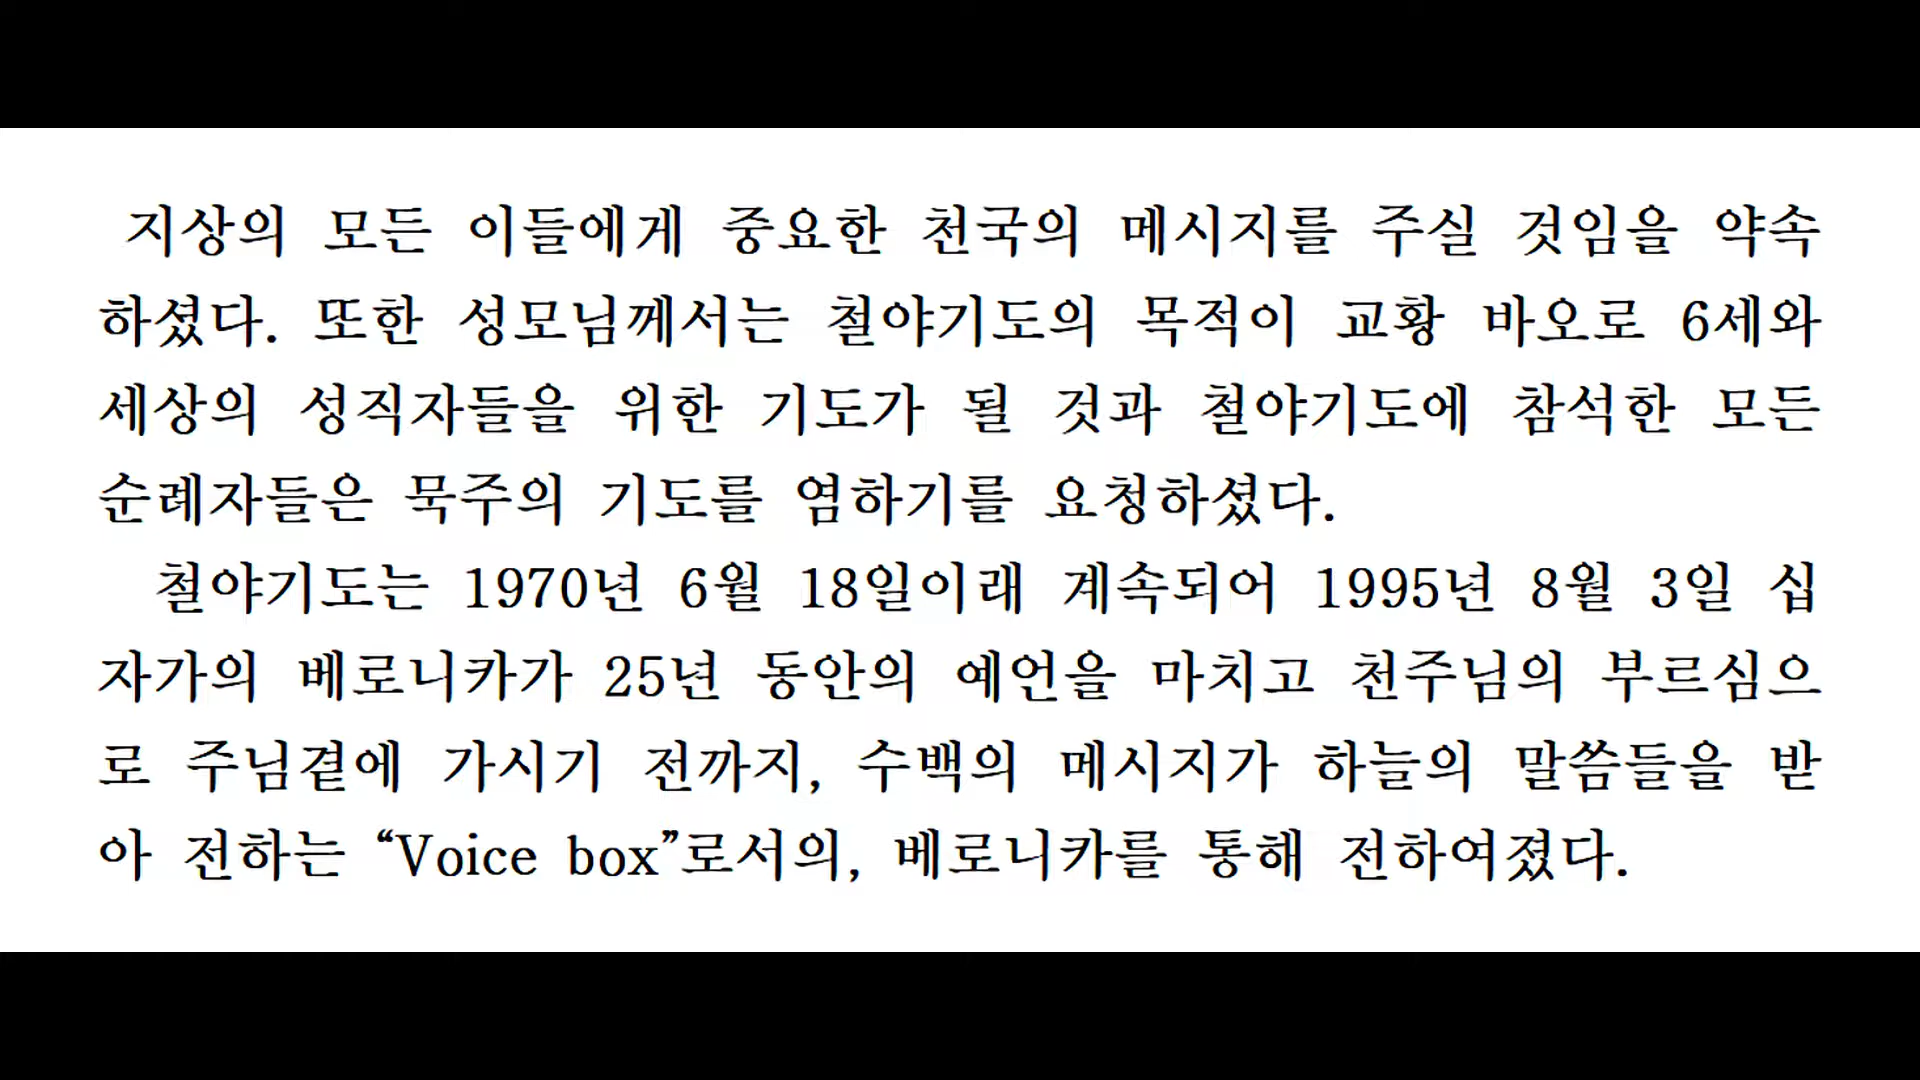 지상의 모든 이들에게 중요한 천국의 메시지를 주실 것임을 약속
하셨다. 또한 성모님께서는 철야기도의 목적이 교황 바오로 6세와
세상의 성직자들을 위한 기도가 될 것과 철야기도에 참석한 모든
순례자들은 묵주의 기도를 염하기를 요청하셨다.
철야기도는 1970년 6월 18일이래 계속되어 1995년 8월 3일 십
자가의 베로니카가 25년 동안의 예언을 마치고 천주님의 부르심으
로 주님곁에 가시기 전까지, 수백의 메시지가 하늘의 말씀들을 받
아 전하는 “Voice box”로서의, 베로니카를 통해 전하여졌다.